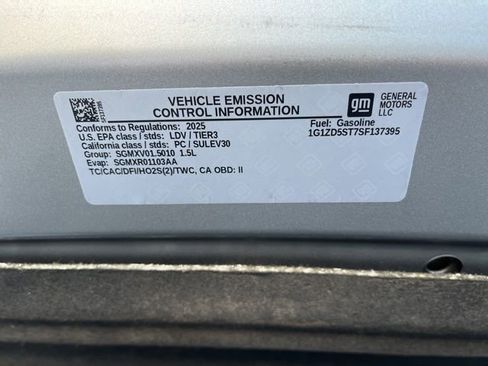 VEHICLE EMISSION
CONTROL INFORMATION
gm
GENERAL
MOTORS
LLC
SF137395
Conforms to Regulations: 2025
Fuel: Gasoline
U.S. EPA class / stds: LDV / TIER3
1G1ZD5ST7SF137395
California class / stds: PC / SULEV30
Group: SGMXV01.5010 1.5L
Evap: SGMXR01103AA
TC/CAC/DFI/HO2S(2)/TWC, CA OBD: II